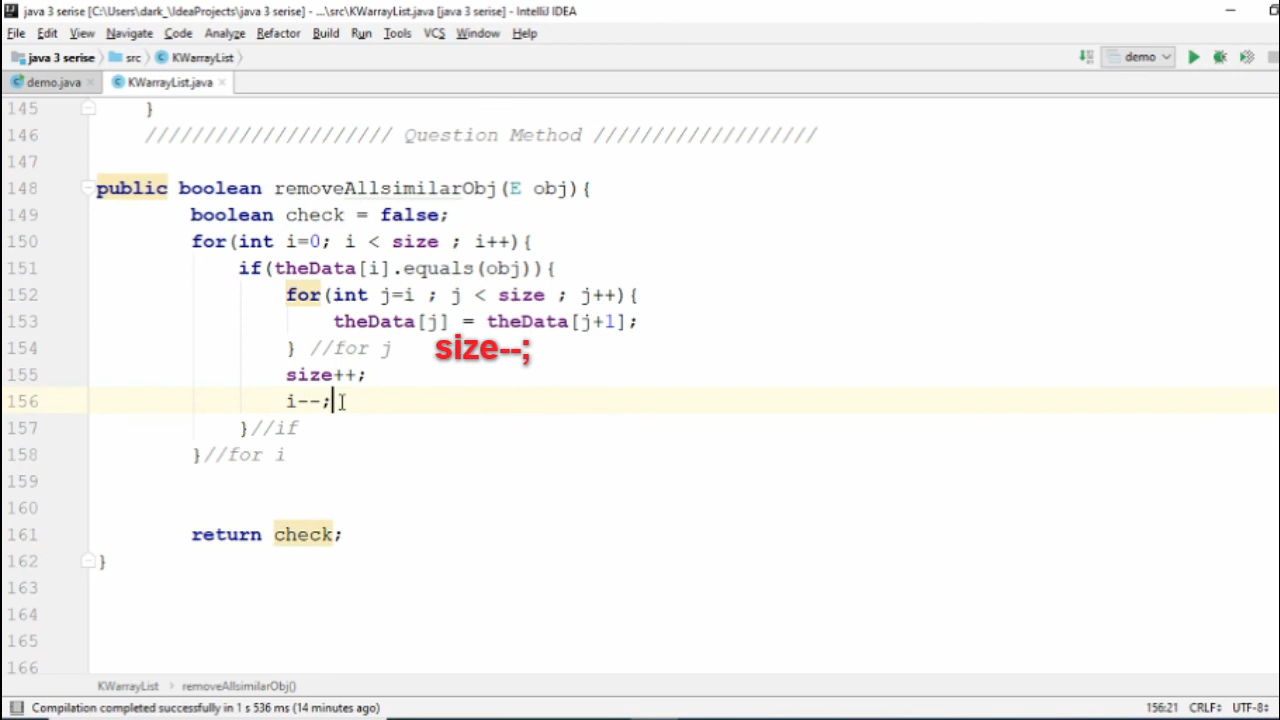 java 3 serise [C:\Users\dark_\IdeaProjects\java 3 serise] - ...\src\KWarrayList.java [java 3 serise] - IntelliJ IDEA
File Edit View Navigate Code Analyze Refactor Build Run Tools VCS Window Help
java 3 serise src KWarrayList demo
demo.java KWarrayList.java
145 }
146 ///////////////////// Question Method ///////////////////
147
148 public boolean removeAllsimilarObj(E obj){
149 boolean check = false;
150 for(int i=0; i < size ; i++){
151 if(theData[i].equals(obj)){
152 for(int j=i ; j < size ; j++){
153 theData[j] = theData[j+1];
154 } //for j size--;
155 size++;
156 i--;
157 }//if
158 }//for i
159
160
161 return check;
162 }
163
164
165
166
KWarrayList removeAllsimilarObj()
Compilation completed successfully in 1 s 536 ms (14 minutes ago) 156:21 CRLF UTF-8